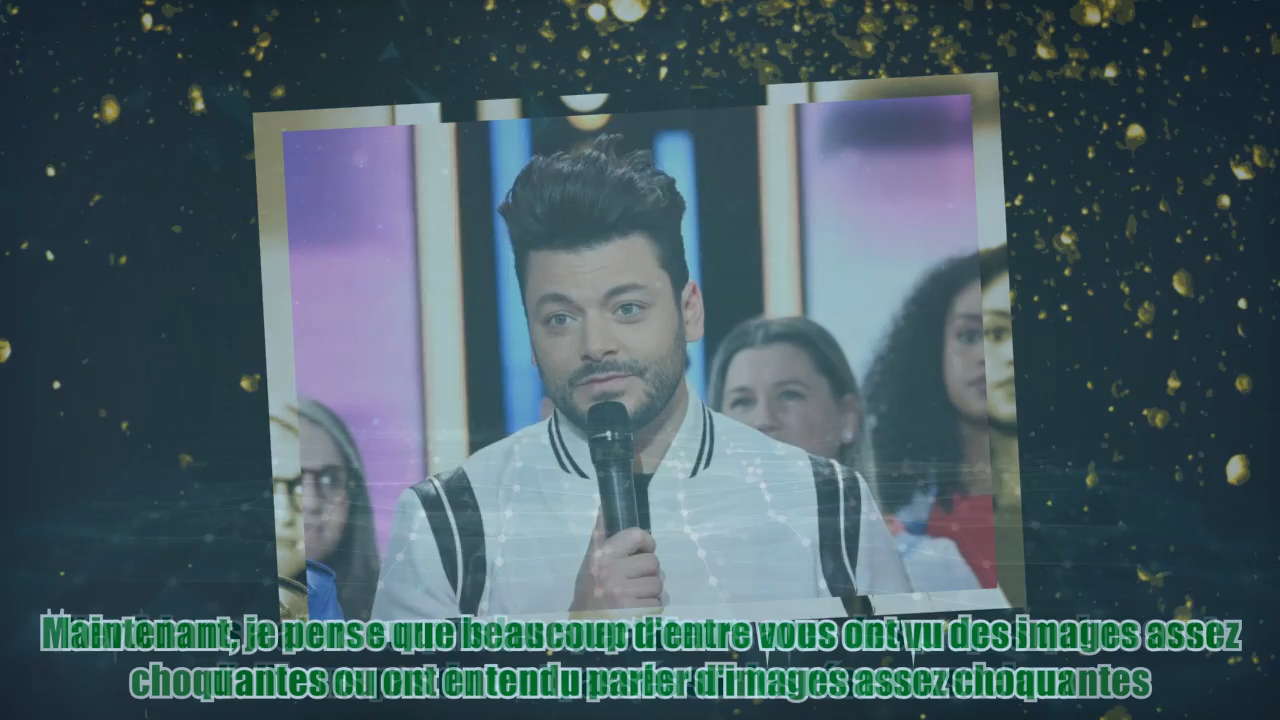 Maintenant, je pense que beaucoup d'entre vous ont vu des images assez
choquantes ou ont entendu parler d'images assez choquantes